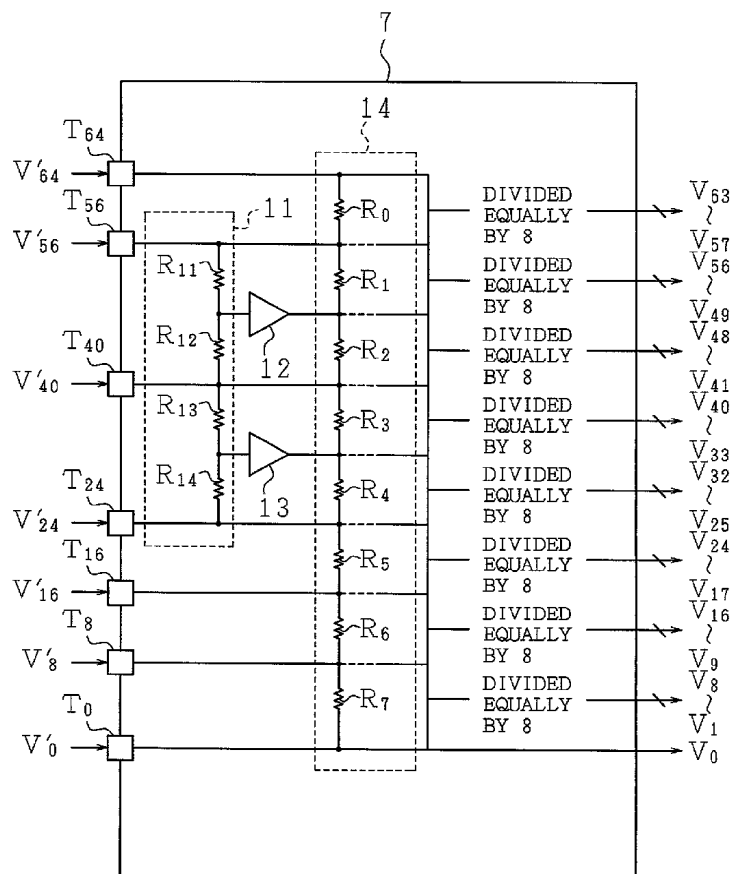 7
14
T64
V'64
T56
V'56
11
R0
R11
R1
12
R12
R2
T40
V'40
R13
R3
13
R14
R4
T24
V'24
R5
T16
V'16
R6
T8
V'8
R7
T0
V'0
DIVIDED
EQUALLY
BY 8
V63
V57
DIVIDED
EQUALLY
BY 8
V56
V49
DIVIDED
EQUALLY
BY 8
V48
V41
DIVIDED
EQUALLY
BY 8
V40
V33
DIVIDED
EQUALLY
BY 8
V32
V25
DIVIDED
EQUALLY
BY 8
V24
V17
DIVIDED
EQUALLY
BY 8
V16
V9
DIVIDED
EQUALLY
BY 8
V8
V1
V0